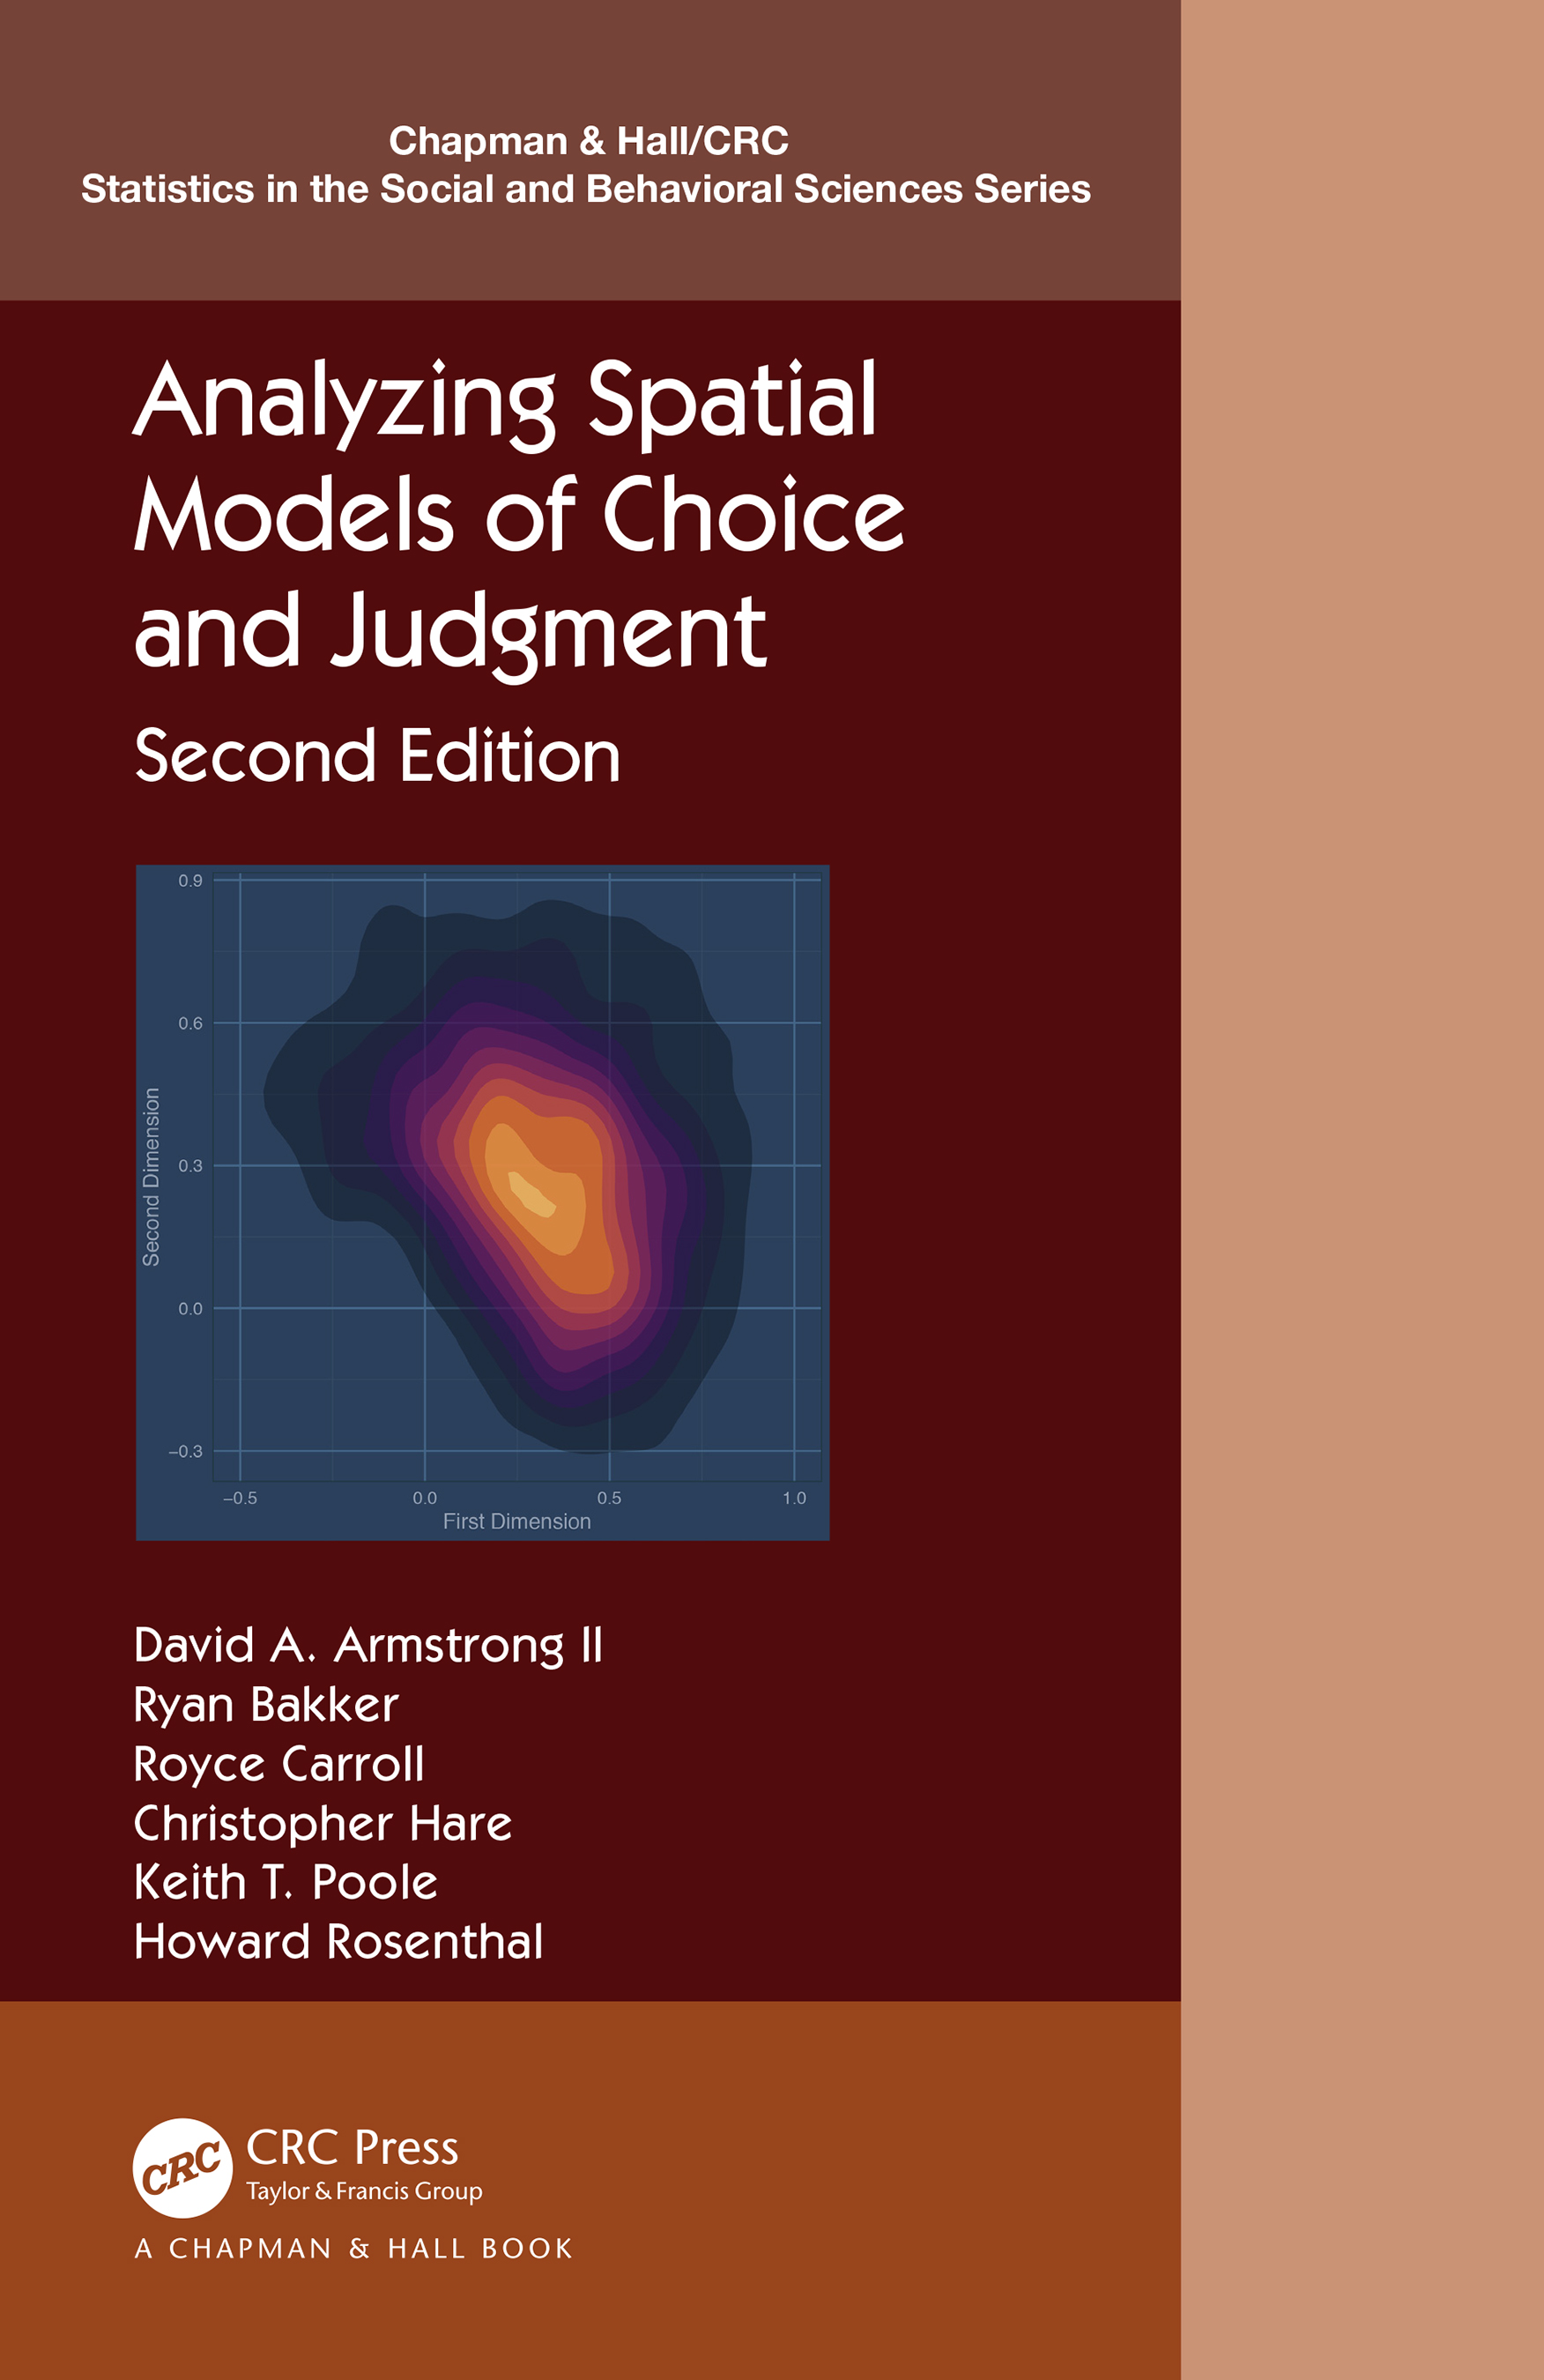 Chapman & Hall/CRC
Statistics in the Social and Behavioral Sciences Series
Analyzing Spatial
Models of Choice
and Judgment
Second Edition
0.9
0.6
0.3
0.0
−0.3
Second Dimension
−0.5 0.0 0.5 1.0
First Dimension
David A. Armstrong II
Ryan Bakker
Royce Carroll
Christopher Hare
Keith T. Poole
Howard Rosenthal
CRC
CRC Press
Taylor & Francis Group
A CHAPMAN & HALL BOOK